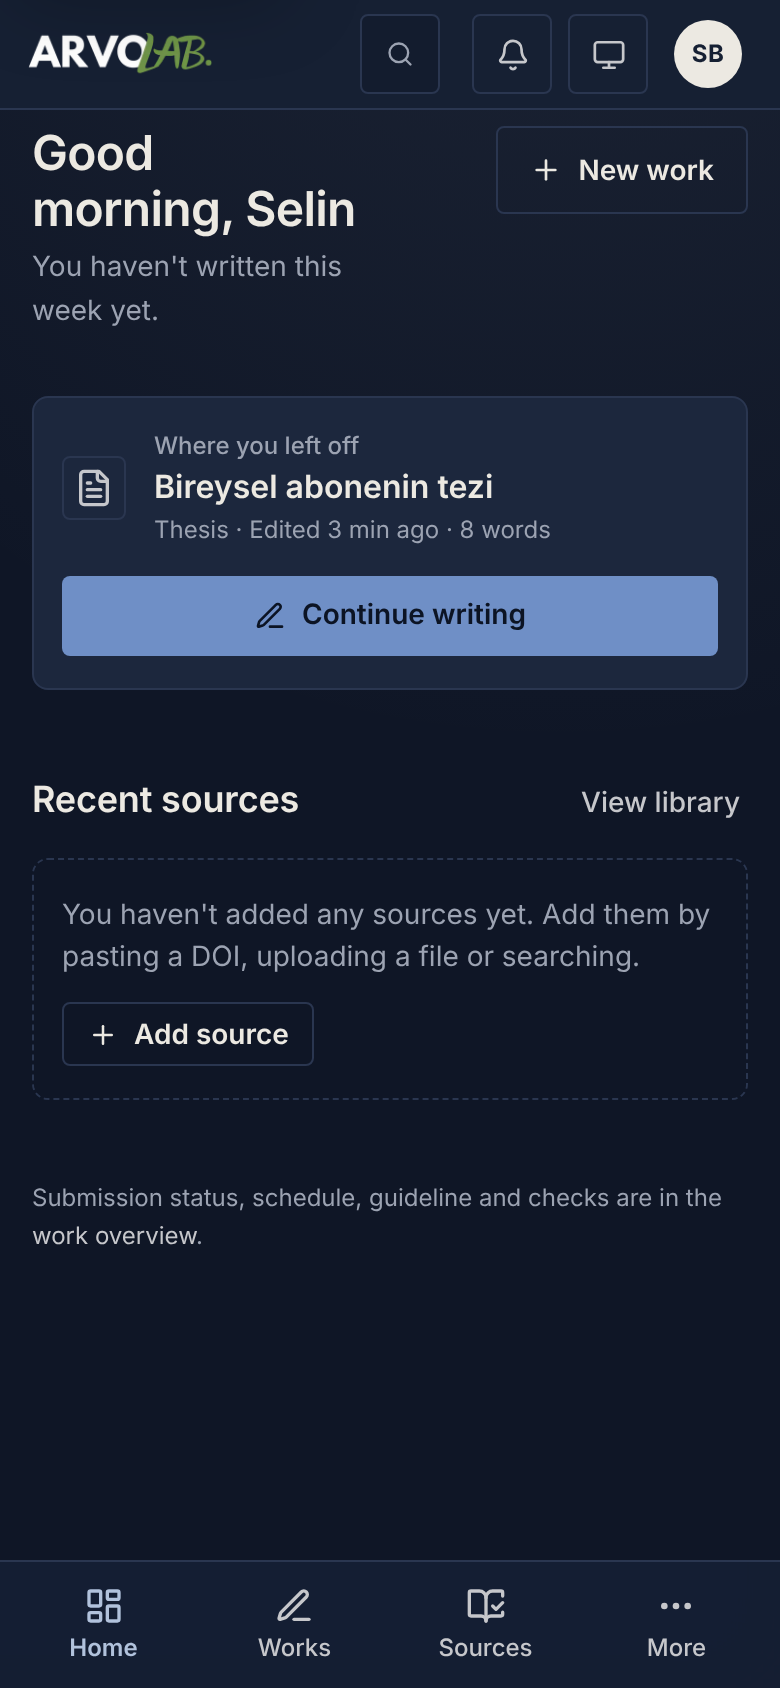 ARVOLAB.
SB
Good
morning, Selin
New work
You haven't written this
week yet.
Where you left off
Bireysel abonenin tezi
Thesis · Edited 3 min ago · 8 words
Continue writing
Recent sources
View library
You haven't added any sources yet. Add them by
pasting a DOI, uploading a file or searching.
Add source
Submission status, schedule, guideline and checks are in the
work overview.
Home
Works
Sources
More